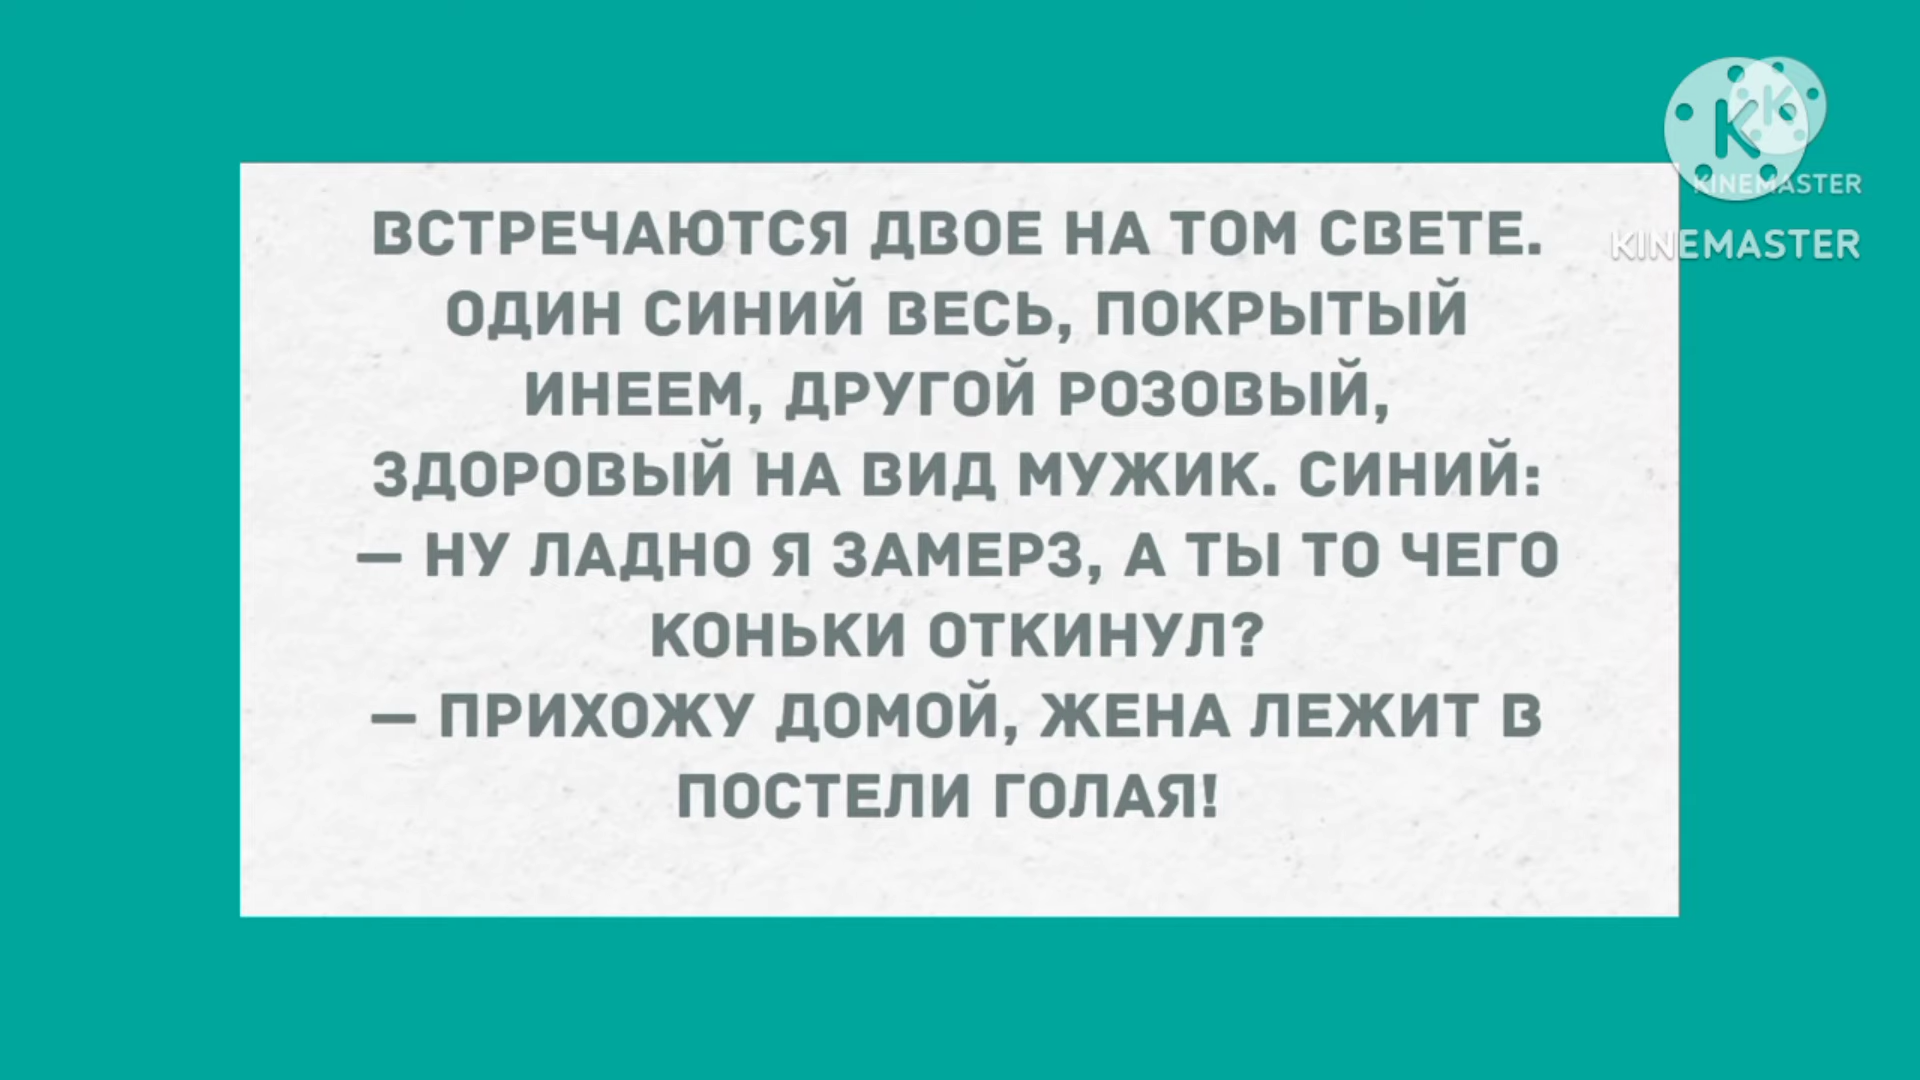 ВСТРЕЧАЮТСЯ ДВОЕ НА ТОМ СВЕТЕ.
ОДИН СИНИЙ ВЕСЬ, ПОКРЫТЫЙ
ИНЕЕМ, ДРУГОЙ РОЗОВЫЙ,
ЗДОРОВЫЙ НА ВИД МУЖИК. СИНИЙ:
— НУ ЛАДНО Я ЗАМЕРЗ, А ТЫ ТО ЧЕГО
КОНЬКИ ОТКИНУЛ?
— ПРИХОЖУ ДОМОЙ, ЖЕНА ЛЕЖИТ В
ПОСТЕЛИ ГОЛАЯ!
K
K
KINEMASTER
KINEMASTER